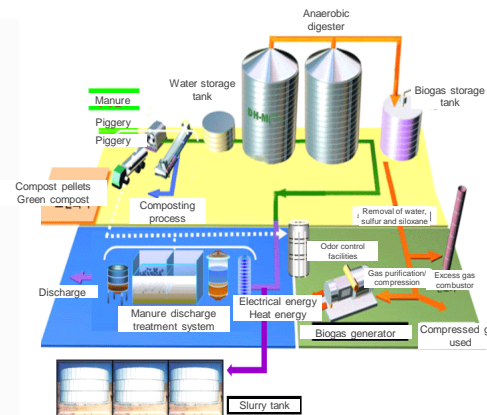 Anaerobic
digester
Water storage
tank
Biogas storage
tank
Manure
Piggery
Piggery
Compost pellets
Green compost
Composting
process
Removal of water,
sulfur and siloxane
Odor control
facilities
Gas purification/
compression
Excess gas
combustor
Discharge
Manure discharge
treatment system
Electrical energy
Heat energy
Biogas generator
Compressed g
used
Slurry tank